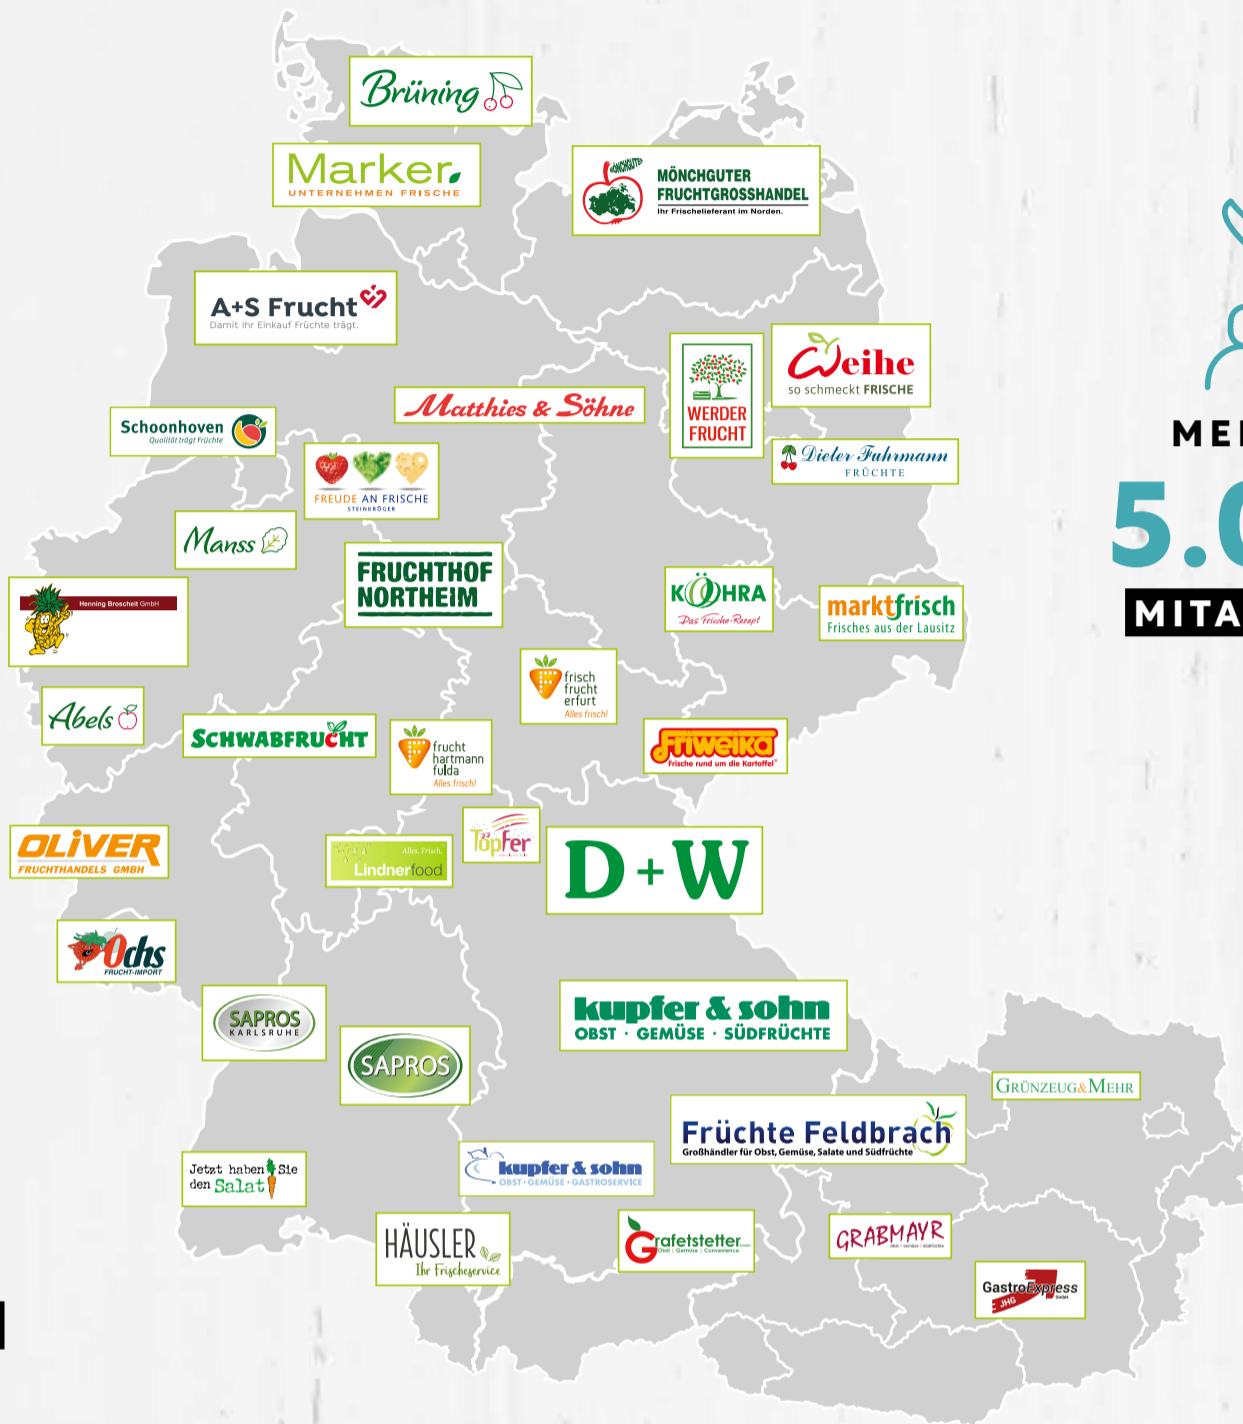 Brüning
Marker
UNTERNEHMEN FRISCHE
MÖNCHGUTER
MÖNCHGUTER
FRUCHTGROSSHANDEL
Ihr Frischelieferant im Norden.
A+S Frucht
Damit Ihr Einkauf Früchte trägt.
WERDER
FRUCHT
Weihe
so schmeckt FRISCHE
Matthies & Söhne
Schoonhoven
Qualität trägt Früchte
Dieter Fuhrmann
FRÜCHTE
FREUDE AN FRISCHE
STEINKRÖGER
Manss
FRUCHTHOF
NORTHEIM
Henning Broscheit GmbH
KÖHRA
Das Frische-Rezept
marktfrisch
Frisches aus der Lausitz
frisch
frucht
erfurt
Alles frisch!
Abels
SCHWABFRUCHT
frucht
hartmann
fulda
Alles frisch!
Friweika
Frische rund um die Kartoffel
OLiVER
FRUCHTHANDELS GMBH
Alles. Frisch.
Lindnerfood
Töpfer
D+W
Ochs
FRUCHT-IMPORT
SAPROS
KARLSRUHE
SAPROS
kupfer & sohn
OBST · GEMÜSE · SÜDFRÜCHTE
GRÜNZEUG&MEHR
Früchte Feldbrach
Großhändler für Obst, Gemüse, Salate und Südfrüchte
Jetzt haben Sie
den Salat
kupfer & sohn
OBST · GEMÜSE · GASTROSERVICE
HÄUSLER
Ihr Frischeservice
Grafetstetter
Obst | Gemüse | Convenience
GRABMAYR
GastroExpress
GmbH
JHG
ME
5.0
MITA